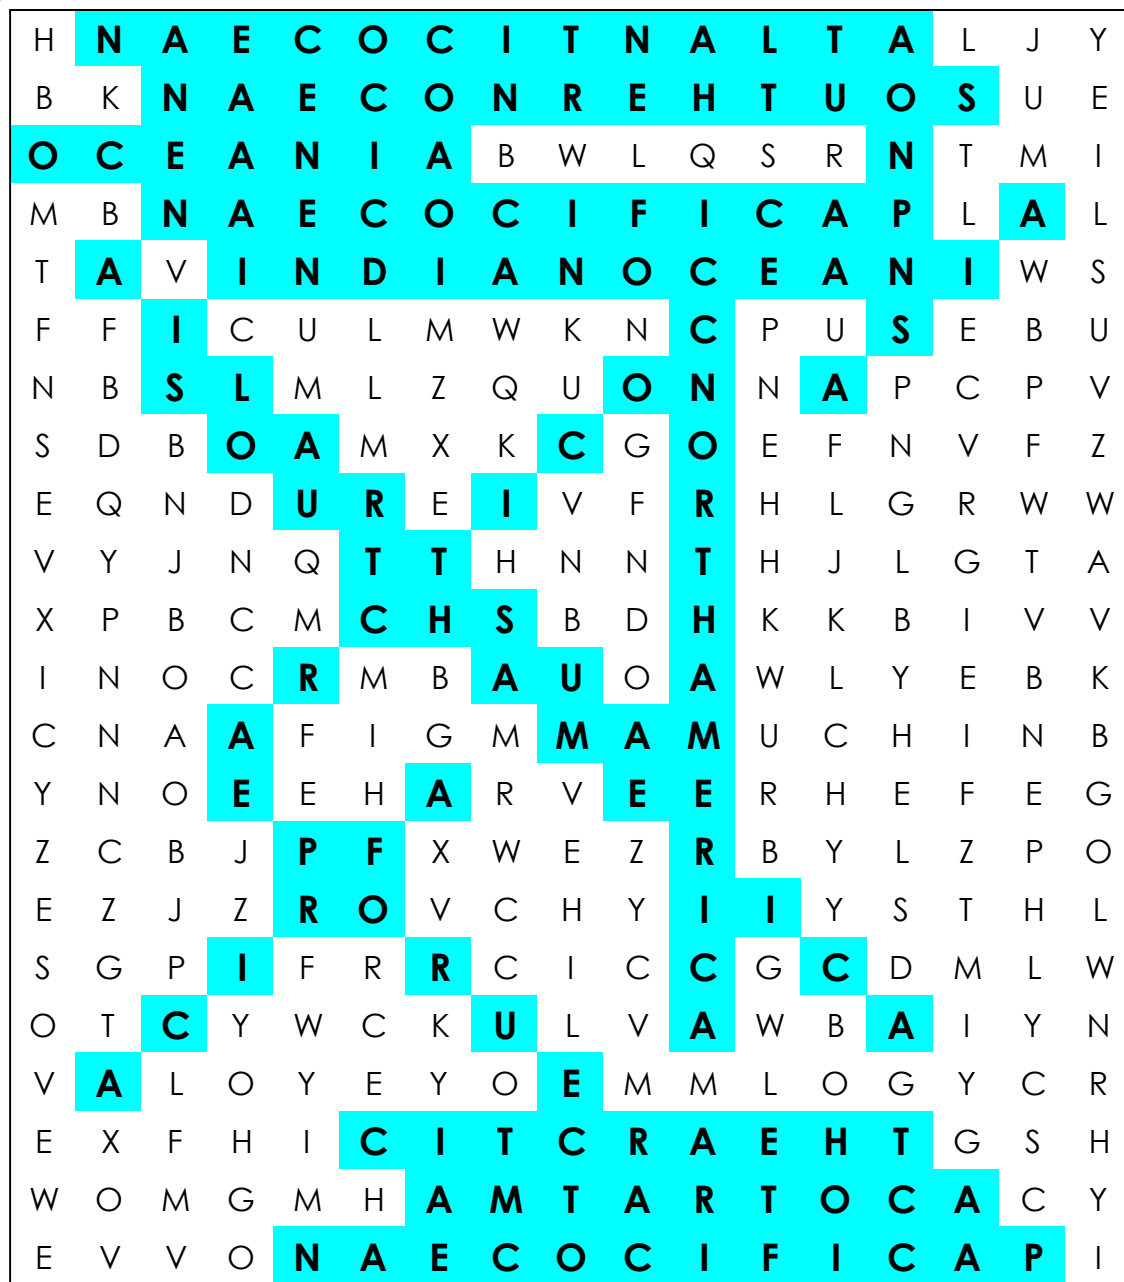 H N A E C O C I T N A L T A L J Y
B K N A E C O N R E H T U O S U E
O C E A N I A B W L Q S R N T M I
M B N A E C O C I F I C A P L A L
T A V I N D I A N O C E A N I W S
F F I C U L M W K N C P U S E B U
N B S L M L Z Q U O N N A P C P V
S D B O A M X K C G O E F N V F Z
E Q N D U R E I V F R H L G R W W
V Y J N Q T T H N N T H J L G T A
X P B C M C H S B D H K K B I V V
I N O C R M B A U O A W L Y E B K
C N A A F I G M M A M U C H I N B
Y N O E E H A R V E E R H E F E G
Z C B J P F X W E Z R B Y L Z P O
E Z J Z R O V C H Y I I Y S T H L
S G P I F R R C I C C G C D M L W
O T C Y W C K U L V A W B A I Y N
V A L O Y E Y O E M M L O G Y C R
E X F H I C I T C R A E H T G S H
W O M G M H A M T A R T O C A C Y
E V V O N A E C O C I F I C A P I